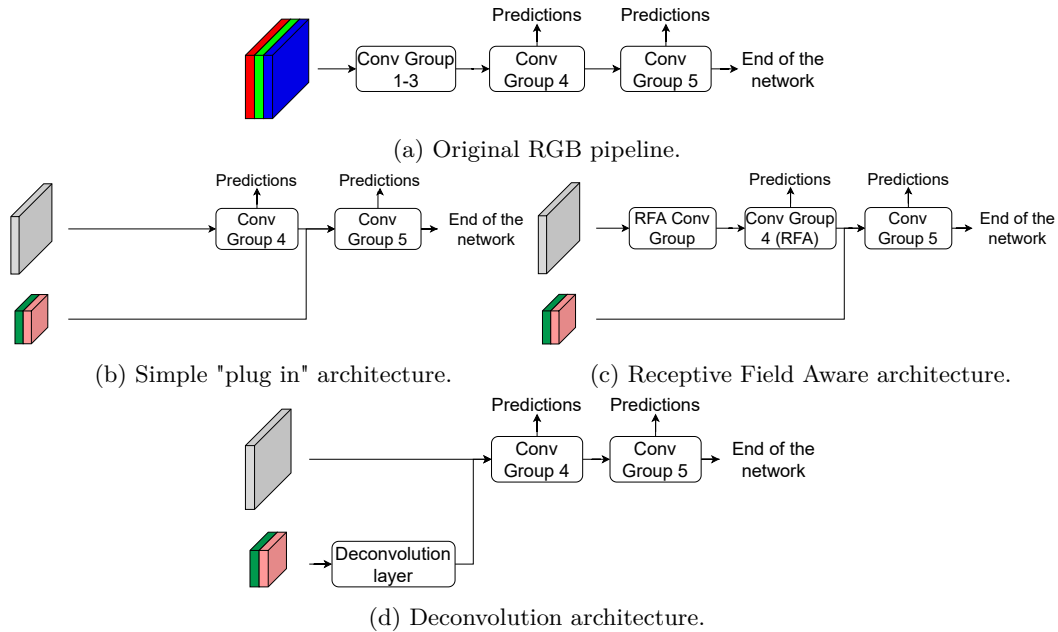 Predictions
Predictions
Conv Group
1-3
Conv
Group 4
Conv
Group 5
End of the
network
(a) Original RGB pipeline.
Predictions
Predictions
Conv
Group 4
Conv
Group 5
End of the
network
(b) Simple "plug in" architecture.
Predictions
Predictions
RFA Conv
Group
Conv Group
4 (RFA)
Conv
Group 5
End of the
network
(c) Receptive Field Aware architecture.
Predictions
Predictions
Conv
Group 4
Conv
Group 5
End of the
network
Deconvolution
layer
(d) Deconvolution architecture.